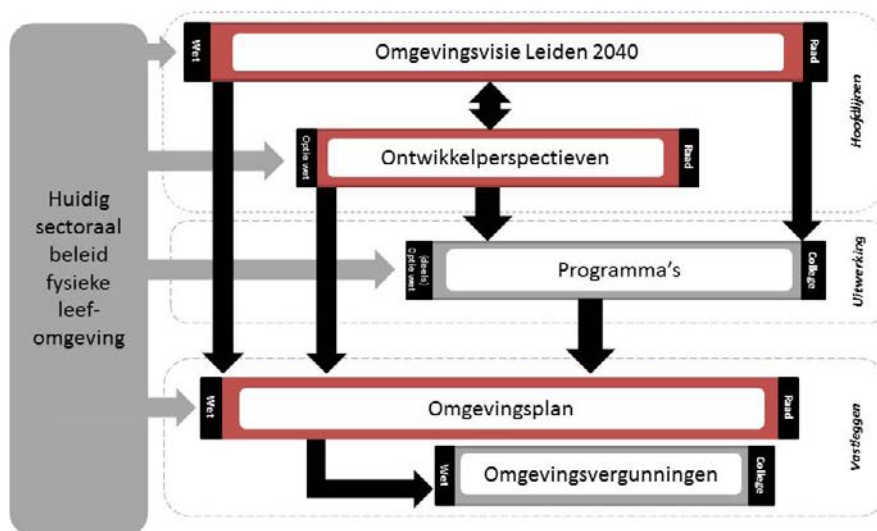 Huidig
sectoraal
beleid
fysieke
leef-
omgeving
Wet
Omgevingsvisie Leiden 2040
Raad
Hoofdlijnen
Optie wet
Ontwikkelperspectieven
Raad
(deels)
Optie wet
Programma's
College
Uitwerking
Wet
Omgevingsplan
Raad
Vastleggen
Wet
Omgevingsvergunningen
College